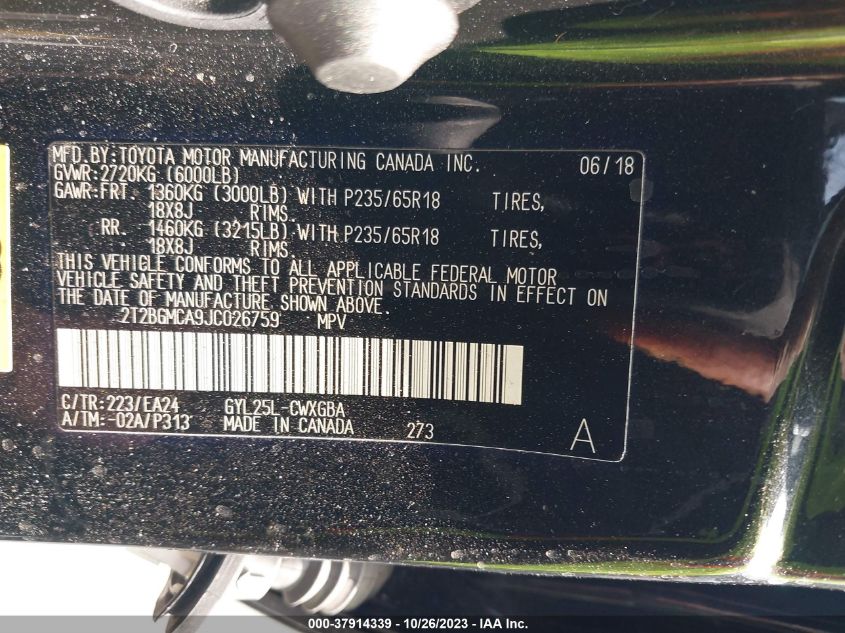 MFD.BY:TOYOTA MOTOR MANUFACTURING CANADA INC. 06/18
GVWR:2720KG (6000LB)
GAWR:FRT. 1360KG (3000LB) WITH P235/65R18 TIRES,
18X8J RIMS.
RR. 1460KG (3215LB) WITH P235/65R18 TIRES,
18X8J RIMS.
THIS VEHICLE CONFORMS TO ALL APPLICABLE FEDERAL MOTOR
VEHICLE SAFETY AND THEFT PREVENTION STANDARDS IN EFFECT ON
THE DATE OF MANUFACTURE SHOWN ABOVE.
2T2BGMCA9JC026759 MPV
C/TR:223/EA24 GYL25L-CWXGBA
A/TM:-02A/P313 MADE IN CANADA 273 A
000-37914339 - 10/26/2023 - IAA Inc.